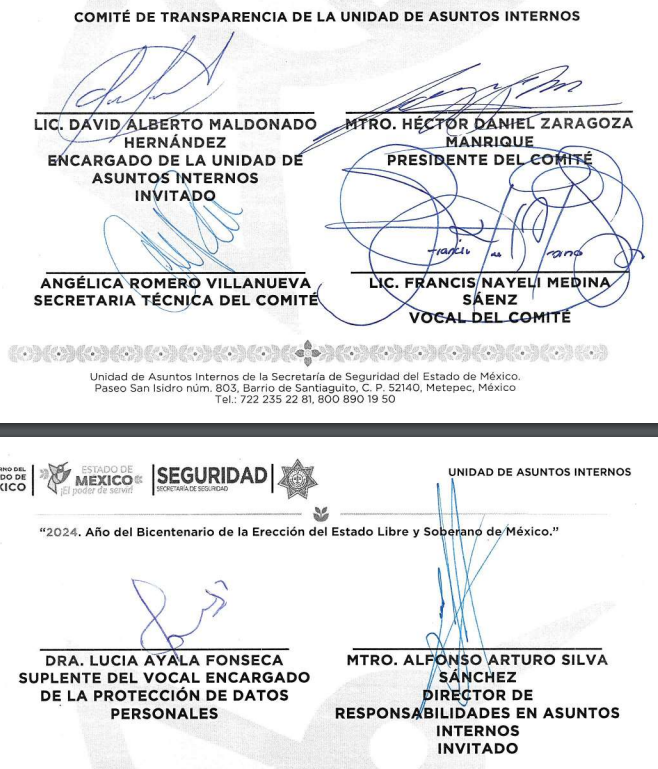 COMITÉ DE TRANSPARENCIA DE LA UNIDAD DE ASUNTOS INTERNOS
LIC. DAVID ALBERTO MALDONADO
HERNÁNDEZ
ENCARGADO DE LA UNIDAD DE
ASUNTOS INTERNOS
INVITADO
MTRO. HÉCTOR DANIEL ZARAGOZA
MANRIQUE
PRESIDENTE DEL COMITÉ
ANGÉLICA ROMERO VILLANUEVA
SECRETARIA TÉCNICA DEL COMITÉ
LIC. FRANCIS NAYELI MEDINA
SÁENZ
VOCAL DEL COMITÉ
Unidad de Asuntos Internos de la Secretaría de Seguridad del Estado de México.
Paseo San Isidro núm. 803, Barrio de Santiaguito, C. P. 52140, Metepec, México
Tel.: 722 235 22 81, 800 890 19 50
ESTADO DE
MÉXICO
¡El poder de servir!
SEGURIDAD
SECRETARÍA DE SEGURIDAD
UNIDAD DE ASUNTOS INTERNOS
“2024. Año del Bicentenario de la Erección del Estado Libre y Soberano de México.”
DRA. LUCIA AYALA FONSECA
SUPLENTE DEL VOCAL ENCARGADO
DE LA PROTECCIÓN DE DATOS
PERSONALES
MTRO. ALFONSO ARTURO SILVA
SÁNCHEZ
DIRECTOR DE
RESPONSABILIDADES EN ASUNTOS
INTERNOS
INVITADO